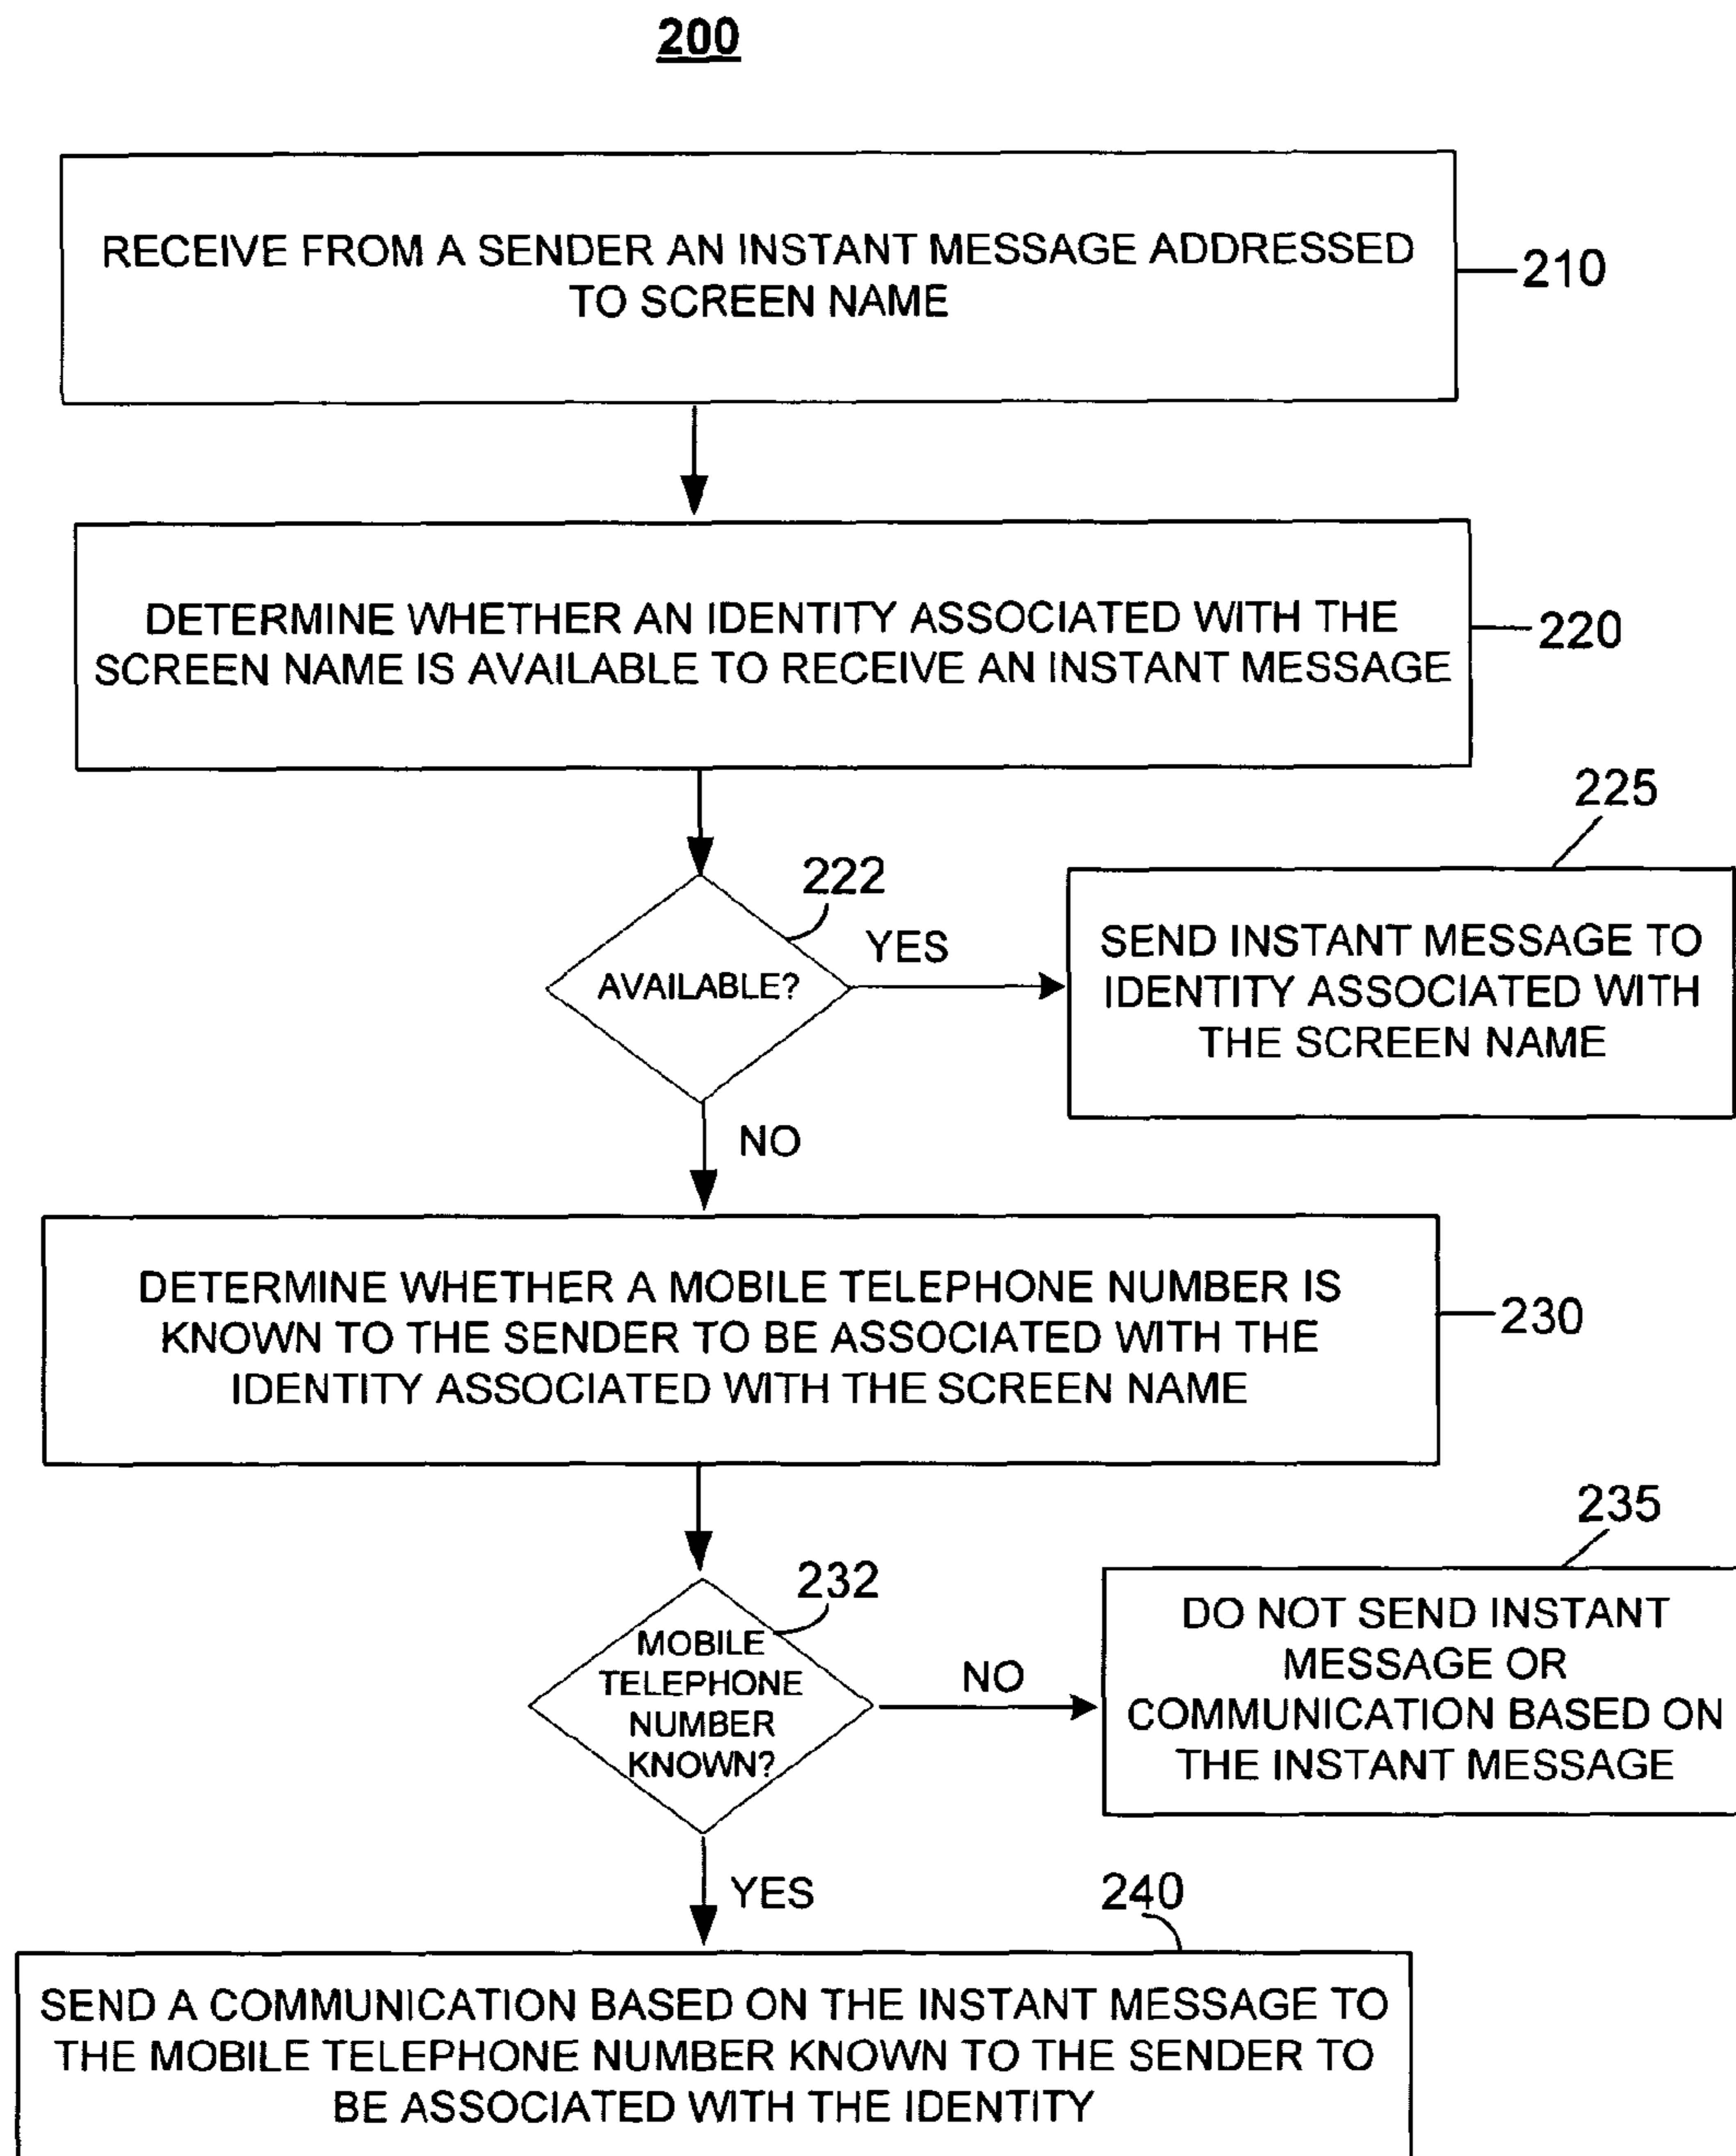 200
RECEIVE FROM A SENDER AN INSTANT MESSAGE ADDRESSED
TO SCREEN NAME
210
DETERMINE WHETHER AN IDENTITY ASSOCIATED WITH THE
SCREEN NAME IS AVAILABLE TO RECEIVE AN INSTANT MESSAGE
220
222
AVAILABLE?
YES
225
SEND INSTANT MESSAGE TO
IDENTITY ASSOCIATED WITH
THE SCREEN NAME
NO
DETERMINE WHETHER A MOBILE TELEPHONE NUMBER IS
KNOWN TO THE SENDER TO BE ASSOCIATED WITH THE
IDENTITY ASSOCIATED WITH THE SCREEN NAME
230
232
MOBILE
TELEPHONE
NUMBER
KNOWN?
NO
235
DO NOT SEND INSTANT
MESSAGE OR
COMMUNICATION BASED ON
THE INSTANT MESSAGE
YES
240
SEND A COMMUNICATION BASED ON THE INSTANT MESSAGE TO
THE MOBILE TELEPHONE NUMBER KNOWN TO THE SENDER TO
BE ASSOCIATED WITH THE IDENTITY